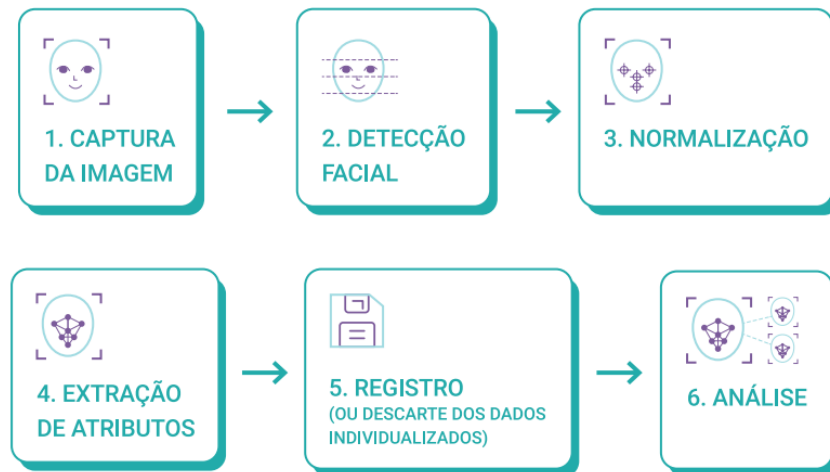 1. CAPTURA
DA IMAGEM
2. DETECÇÃO
FACIAL
3. NORMALIZAÇÃO
4. EXTRAÇÃO
DE ATRIBUTOS
5. REGISTRO
(OU DESCARTE DOS DADOS
INDIVIDUALIZADOS)
6. ANÁLISE